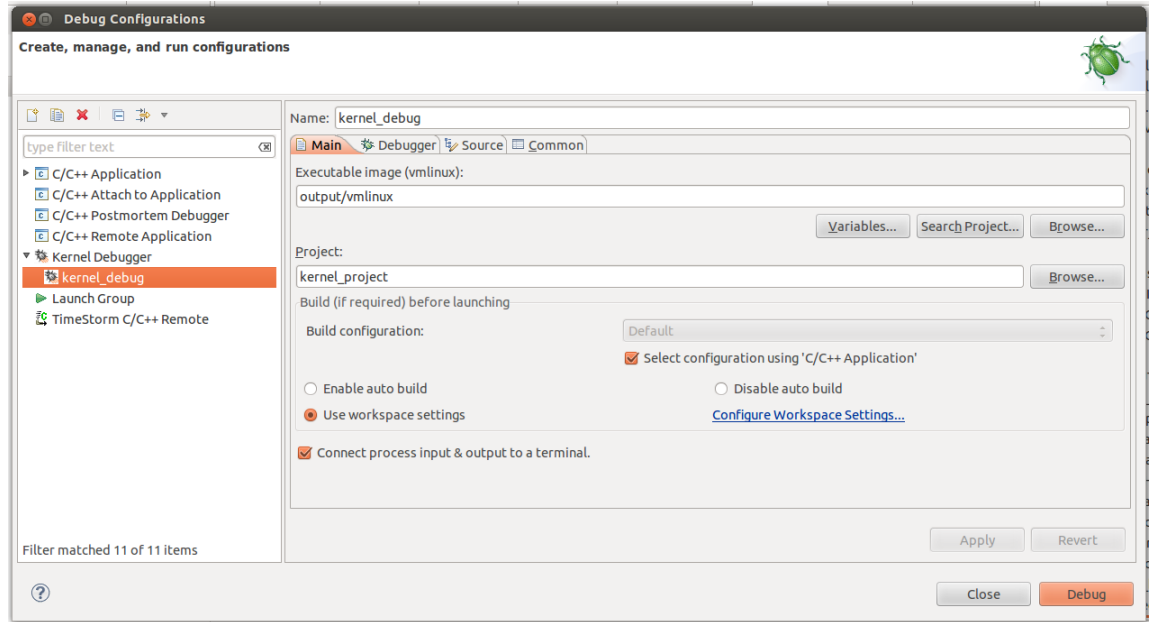 Debug Configurations
Create, manage, and run configurations
type filter text
C/C++ Application
C/C++ Attach to Application
C/C++ Postmortem Debugger
C/C++ Remote Application
Kernel Debugger
kernel_debug
Launch Group
TimeStorm C/C++ Remote
Filter matched 11 of 11 items
Name: kernel_debug
Main Debugger Source Common
Executable image (vmlinux):
output/vmlinux
Variables... Search Project... Browse...
Project:
kernel_project Browse...
Build (if required) before launching
Build configuration: Default
Select configuration using 'C/C++ Application'
Enable auto build Disable auto build
Use workspace settings Configure Workspace Settings...
Connect process input & output to a terminal.
Apply Revert
? Close Debug